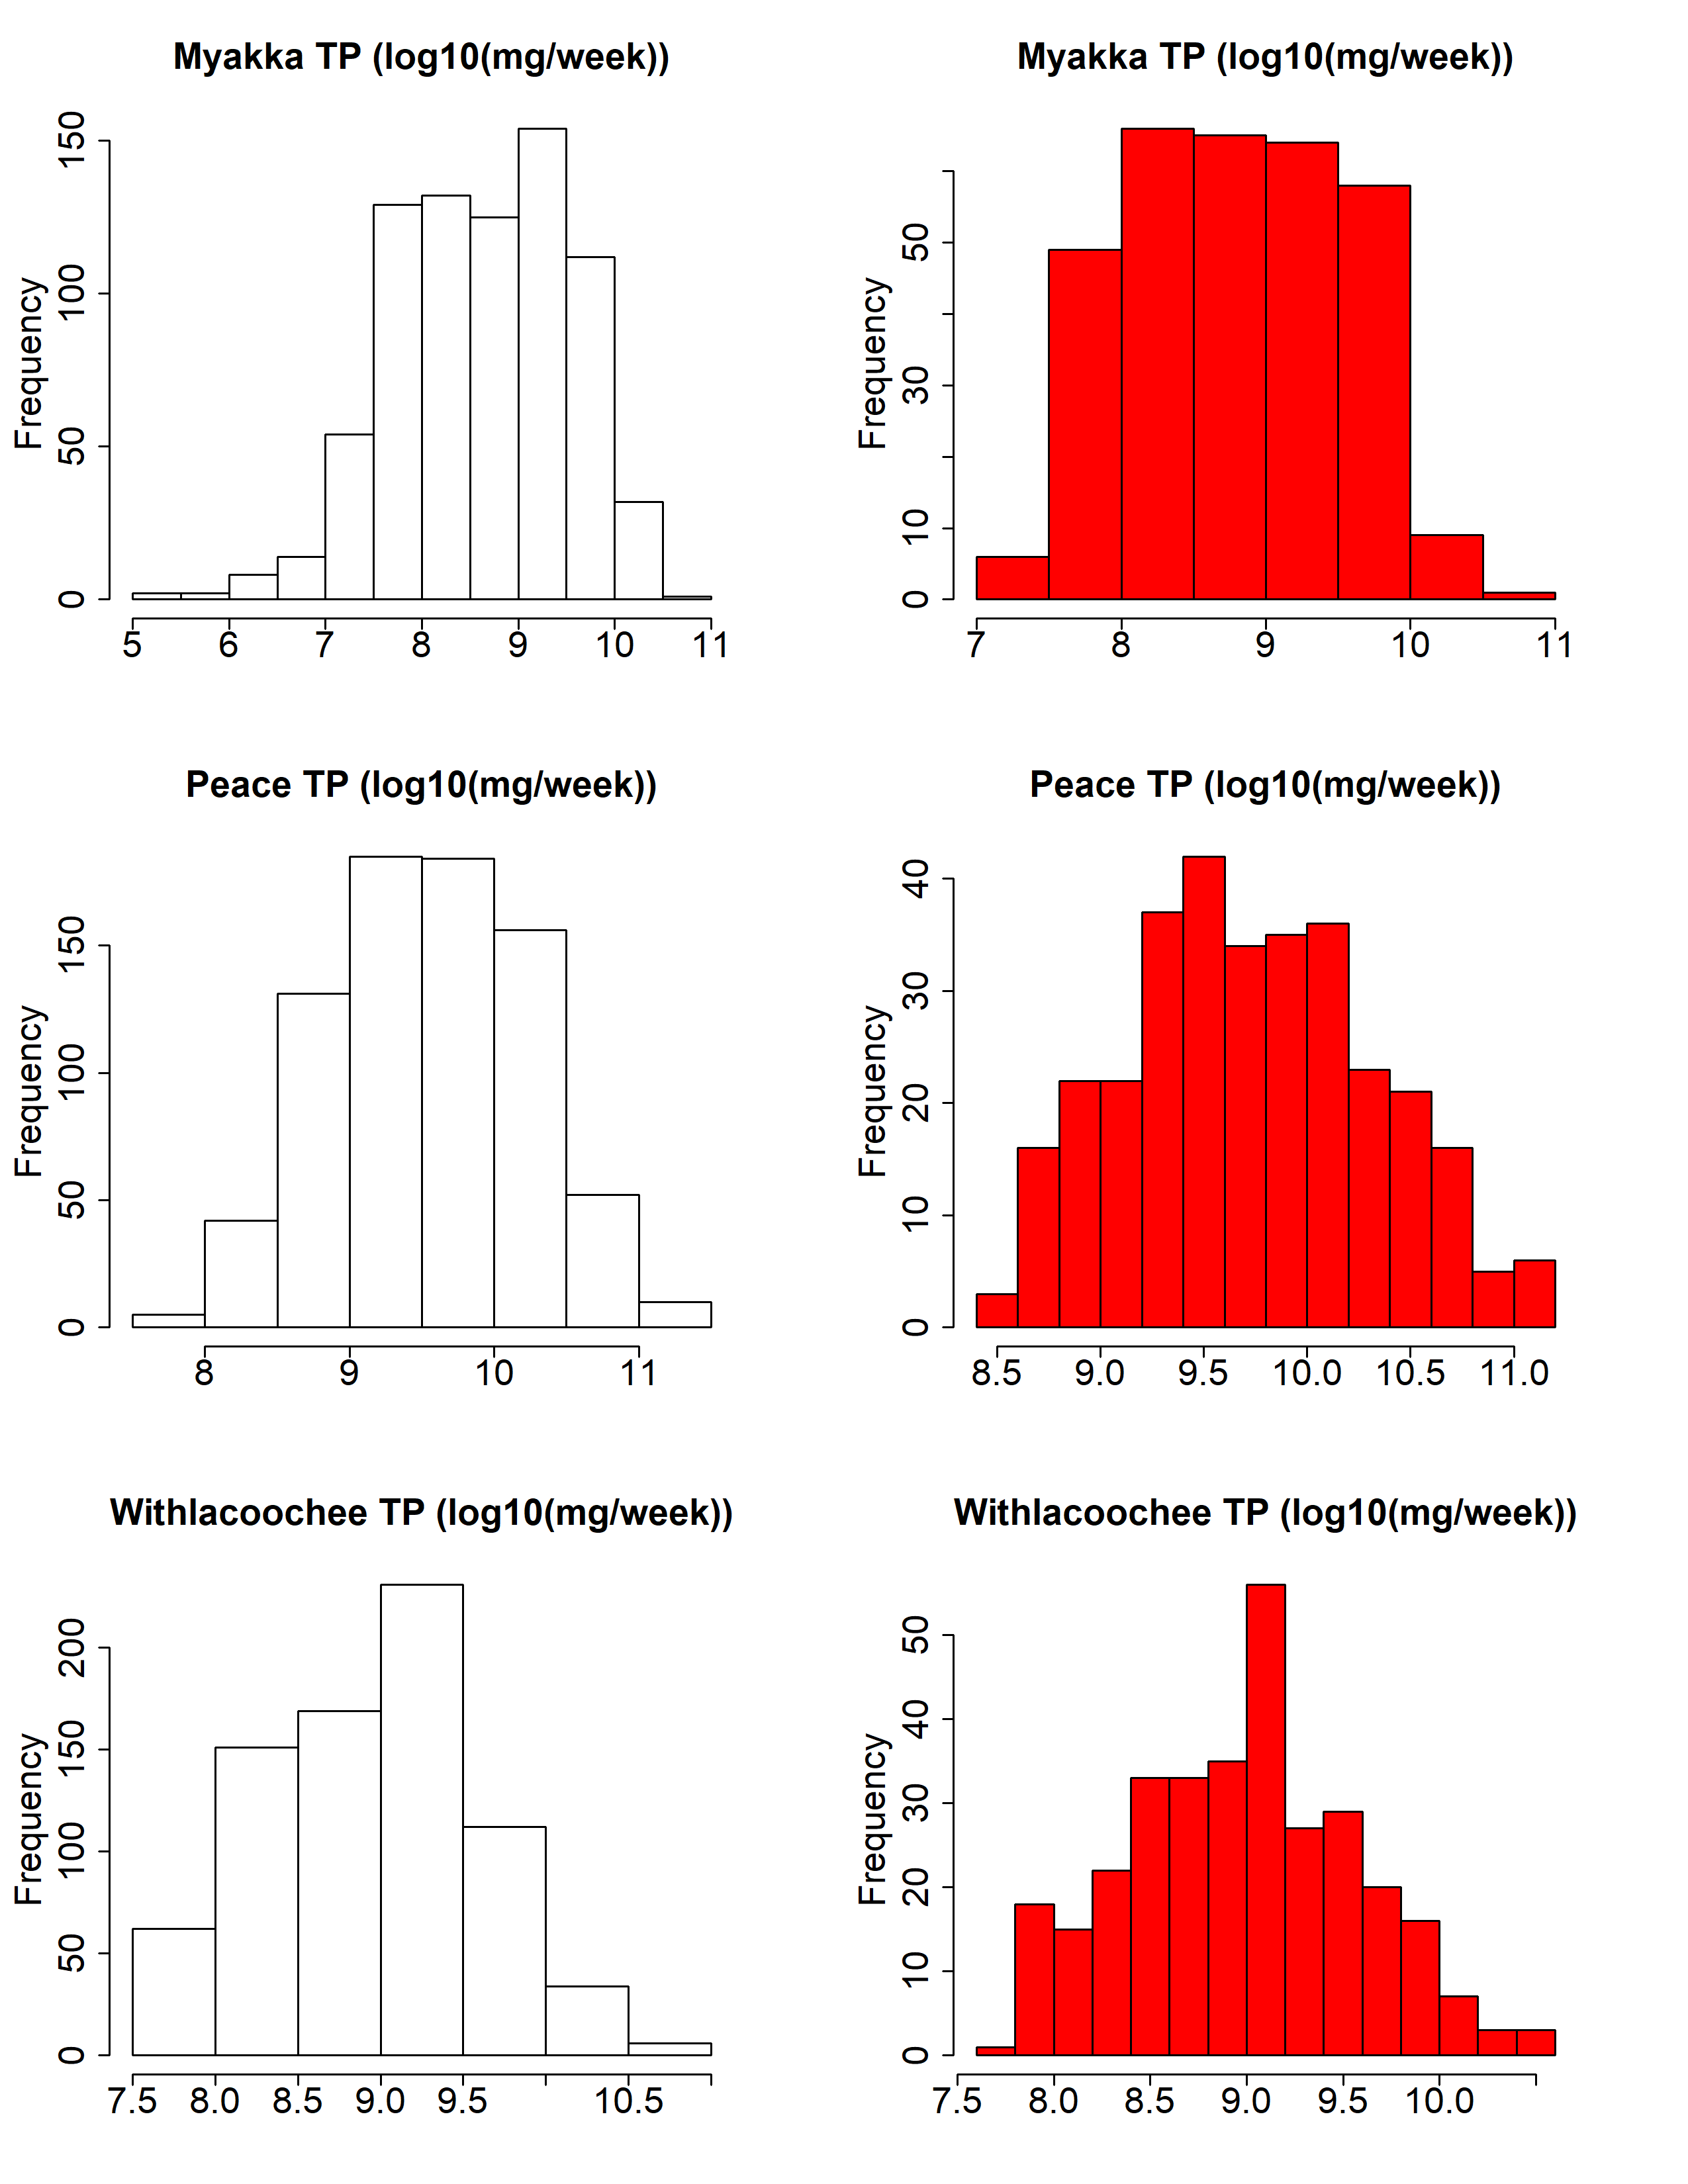 Myakka TP (log10(mg/week))
Frequency
0 50 100 150
5 6 7 8 9 10 11
Myakka TP (log10(mg/week))
Frequency
0 10 30 50
7 8 9 10 11
Peace TP (log10(mg/week))
Frequency
0 50 100 150
8 9 10 11
Peace TP (log10(mg/week))
Frequency
0 10 20 30 40
8.5 9.0 9.5 10.0 10.5 11.0
Withlacoochee TP (log10(mg/week))
Frequency
0 50 100 150 200
7.5 8.0 8.5 9.0 9.5 10.5
Withlacoochee TP (log10(mg/week))
Frequency
0 10 20 30 40 50
7.5 8.0 8.5 9.0 9.5 10.0